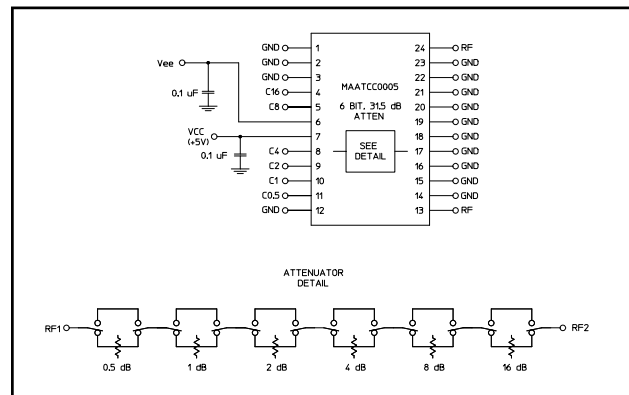 GND 1 24 RF
GND 2 23 GND
Vee GND 3 MAATCC0005 22 GND
C16 4 21 GND
0.1 uF C8 5 6 BIT, 31.5 dB 20 GND
6 ATTEN 19 GND
VCC 7 18 GND
(+5V)
C4 8 SEE 17 GND
0.1 uF C2 9 DETAIL 16 GND
C1 10 15 GND
C0.5 11 14 GND
GND 12 13 RF
ATTENUATOR
DETAIL
RF1 RF2
0.5 dB 1 dB 2 dB 4 dB 8 dB 16 dB